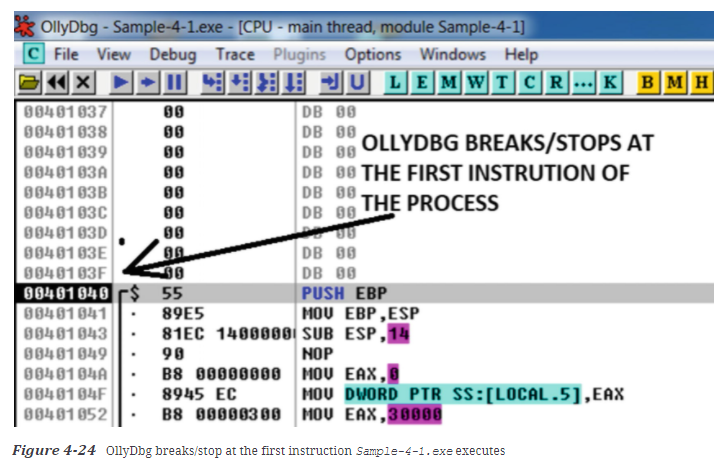 OllyDbg - Sample-4-1.exe - [CPU - main thread, module Sample-4-1]
C File View Debug Trace Plugins Options Windows Help
L E M W T C R ... K B M H
00401037 00 DB 00
00401038 00 DB 00
00401039 00 DB 00
0040103A 00 DB 00
0040103B 00 DB 00
0040103C 00 DB 00
0040103D 00 DB 00
0040103E 00 DB 00
0040103F 00 DB 00
OLLYDBG BREAKS/STOPS AT
THE FIRST INSTRUTION OF
THE PROCESS
00401040 $ 55 PUSH EBP
00401041 . 89E5 MOV EBP,ESP
00401043 . 81EC 1400000 SUB ESP,14
00401049 . 90 NOP
0040104A . B8 00000000 MOV EAX,0
0040104F . 8945 EC MOV DWORD PTR SS:[LOCAL.5],EAX
00401052 . B8 00000300 MOV EAX,30000
Figure 4-24 OllyDbg breaks/stop at the first instruction Sample-4-1.exe executes